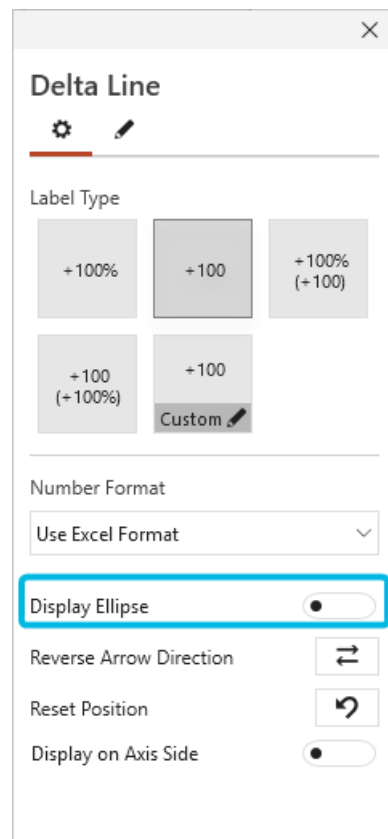 Delta Line
Label Type
+100%
+100
+100%
(+100)
+100
(+100%)
+100
Custom
Number Format
Use Excel Format
Display Ellipse
Reverse Arrow Direction
Reset Position
Display on Axis Side